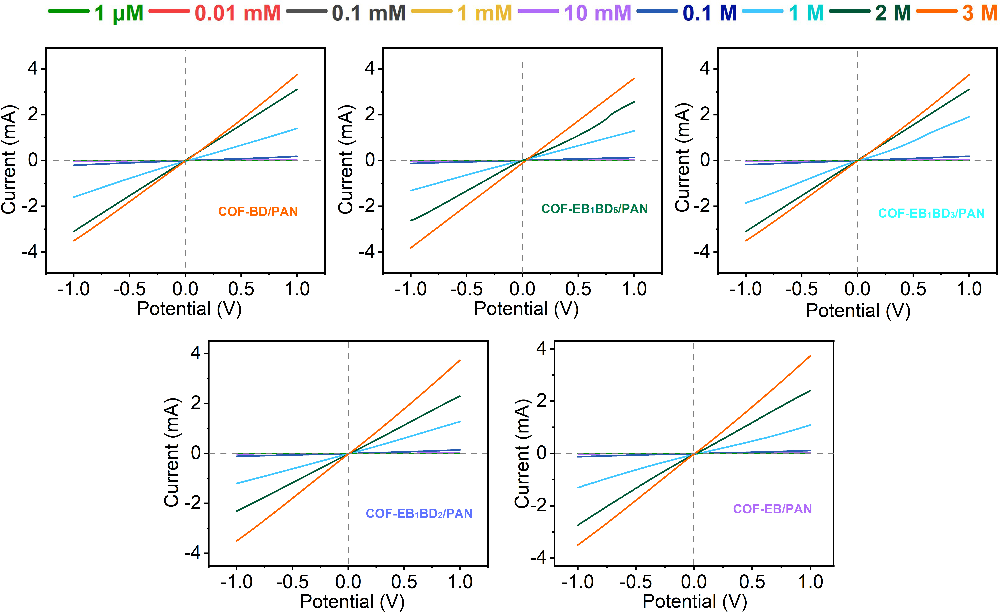 1 μM 0.01 mM 0.1 mM 1 mM 10 mM 0.1 M 1 M 2 M 3 M
Current (mA)
4
2
0
-2
-4
COF-BD/PAN
-1.0 -0.5 0.0 0.5 1.0
Potential (V)
Current (mA)
4
2
0
-2
-4
COF-EB₁BD₅/PAN
-1.0 -0.5 0.0 0.5 1.0
Potential (V)
Current (mA)
4
2
0
-2
-4
COF-EB₁BD₃/PAN
-1.0 -0.5 0.0 0.5 1.0
Potential (V)
Current (mA)
4
2
0
-2
-4
COF-EB₁BD₂/PAN
-1.0 -0.5 0.0 0.5 1.0
Potential (V)
Current (mA)
4
2
0
-2
-4
COF-EB/PAN
-1.0 -0.5 0.0 0.5 1.0
Potential (V)